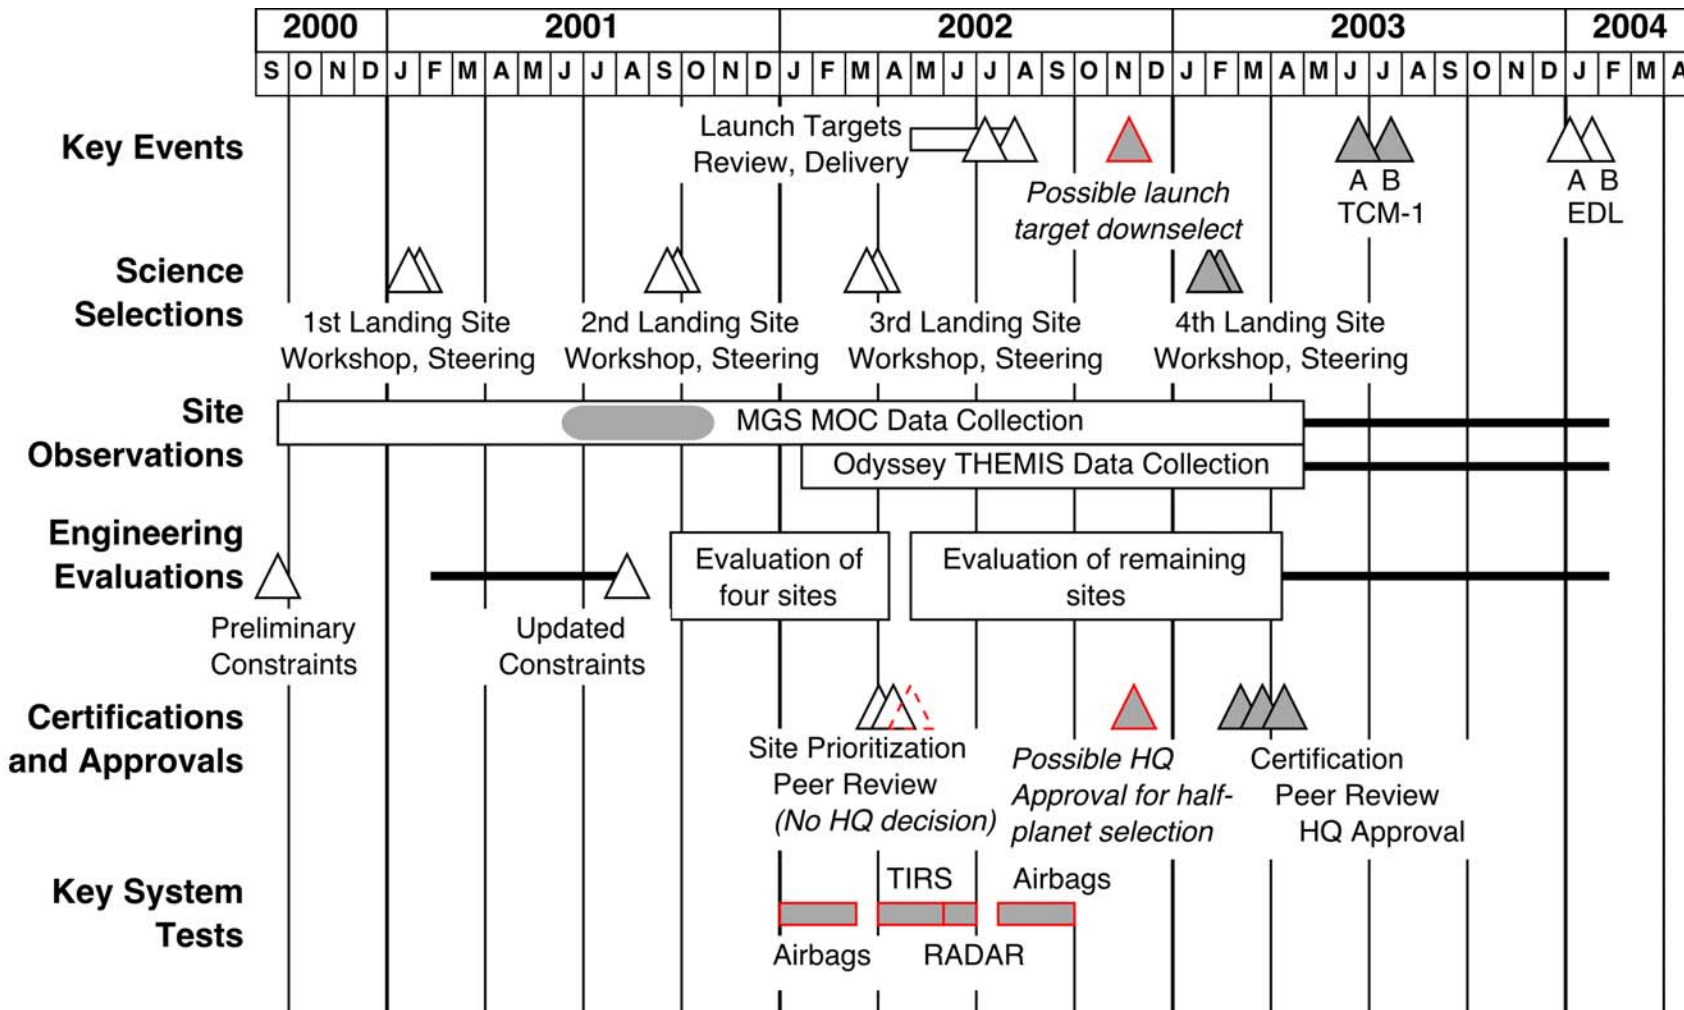 2000 2001 2002 2003 2004
S O N D J F M A M J J A S O N D J F M A M J J A S O N D J F M A M J J A S O N D J F M A
Key Events
Launch Targets
Review, Delivery
Possible launch
target downselect
A B
TCM-1
A B
EDL
Science
Selections
1st Landing Site
Workshop, Steering
2nd Landing Site
Workshop, Steering
3rd Landing Site
Workshop, Steering
4th Landing Site
Workshop, Steering
Site
Observations
MGS MOC Data Collection
Odyssey THEMIS Data Collection
Engineering
Evaluations
Preliminary
Constraints
Updated
Constraints
Evaluation of
four sites
Evaluation of remaining
sites
Certifications
and Approvals
Site Prioritization
Peer Review
(No HQ decision)
Possible HQ
Approval for half-
planet selection
Certification
Peer Review
HQ Approval
Key System
Tests
Airbags
TIRS
RADAR
Airbags